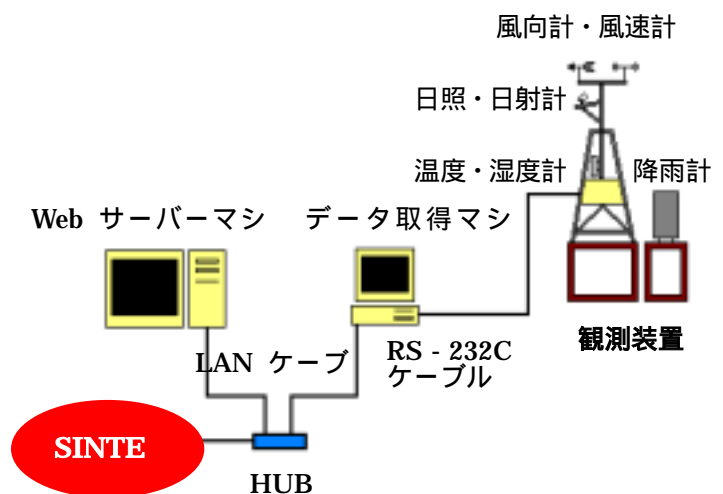 風向計・風速計
日照・日射計
温度・湿度計
降雨計
Web サーバーマシ
データ取得マシ
観測装置
LAN ケーブ
RS - 232C
ケーブル
SINTE
HUB